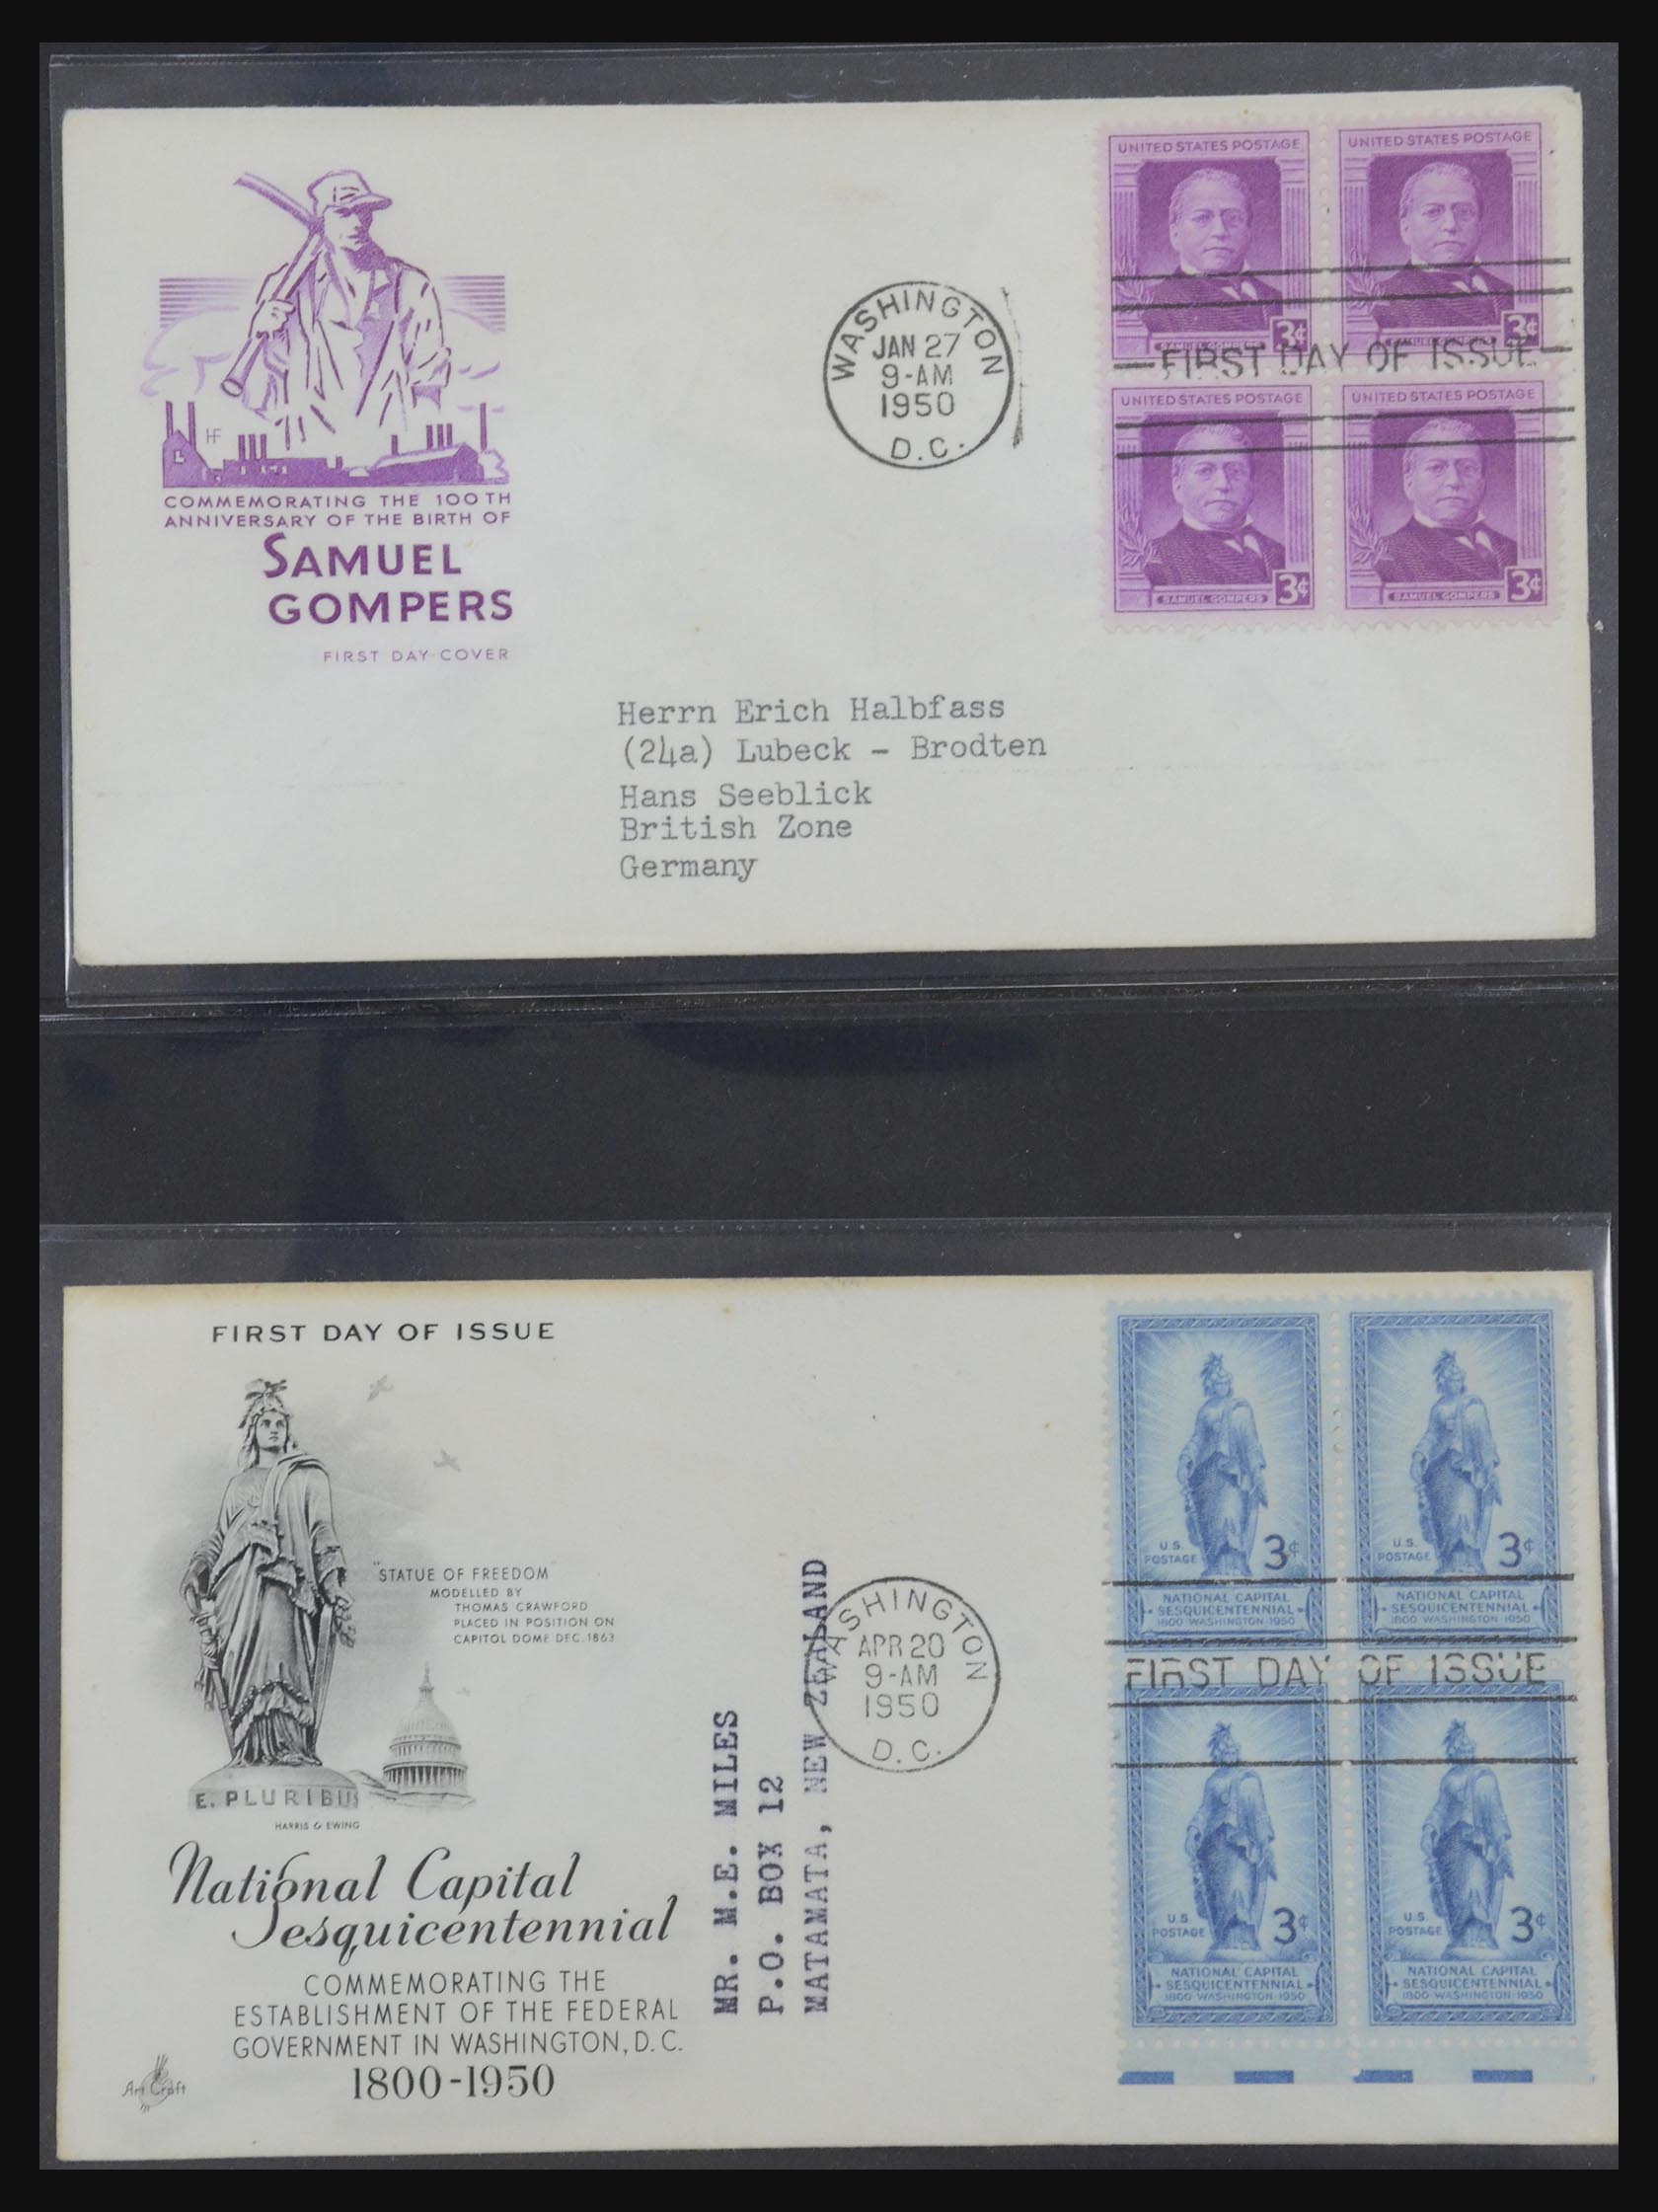 UNITED STATES POSTAGE
UNITED STATES POSTAGE
3¢
SAMUEL GOMPERS
3¢
SAMUEL GOMPERS
WASHINGTON
JAN 27
9-AM
1950
D.C.
FIRST DAY OF ISSUE
UNITED STATES POSTAGE
UNITED STATES POSTAGE
SAMUEL GOMPERS 3¢
SAMUEL GOMPERS 3¢
HF
L
COMMEMORATING THE 100TH
ANNIVERSARY OF THE BIRTH OF
SAMUEL
GOMPERS
FIRST DAY COVER
Herrn Erich Halbfass
(24a) Lubeck - Brodten
Hans Seeblick
British Zone
Germany
FIRST DAY OF ISSUE
"STATUE OF FREEDOM
MODELLED BY
THOMAS CRAWFORD
PLACED IN POSITION ON
CAPITOL DOME DEC. 1863
E. PLURIBU
HARRIS & EWING
National Capital
Sesquicentennial
COMMEMORATING THE
ESTABLISHMENT OF THE FEDERAL
GOVERNMENT IN WASHINGTON, D.C.
1800-1950
Art Craft
MR. M.E. MILES
P.O. BOX 12
MATAMATA, NEW ZEALAND
WASHINGTON
APR 20
9-AM
1950
D.C.
U.S.
POSTAGE 3¢
NATIONAL CAPITAL
SESQUICENTENNIAL
1800·WASHINGTON·1950
U.S.
POSTAGE 3¢
NATIONAL CAPITAL
SESQUICENTENNIAL
1800·WASHINGTON·1950
FIRST DAY OF ISSUE
U.S.
POSTAGE 3¢
NATIONAL CAPITAL
SESQUICENTENNIAL
1800·WASHINGTON·1950
U.S.
POSTAGE 3¢
NATIONAL CAPITAL
SESQUICENTENNIAL
1800·WASHINGTON·1950